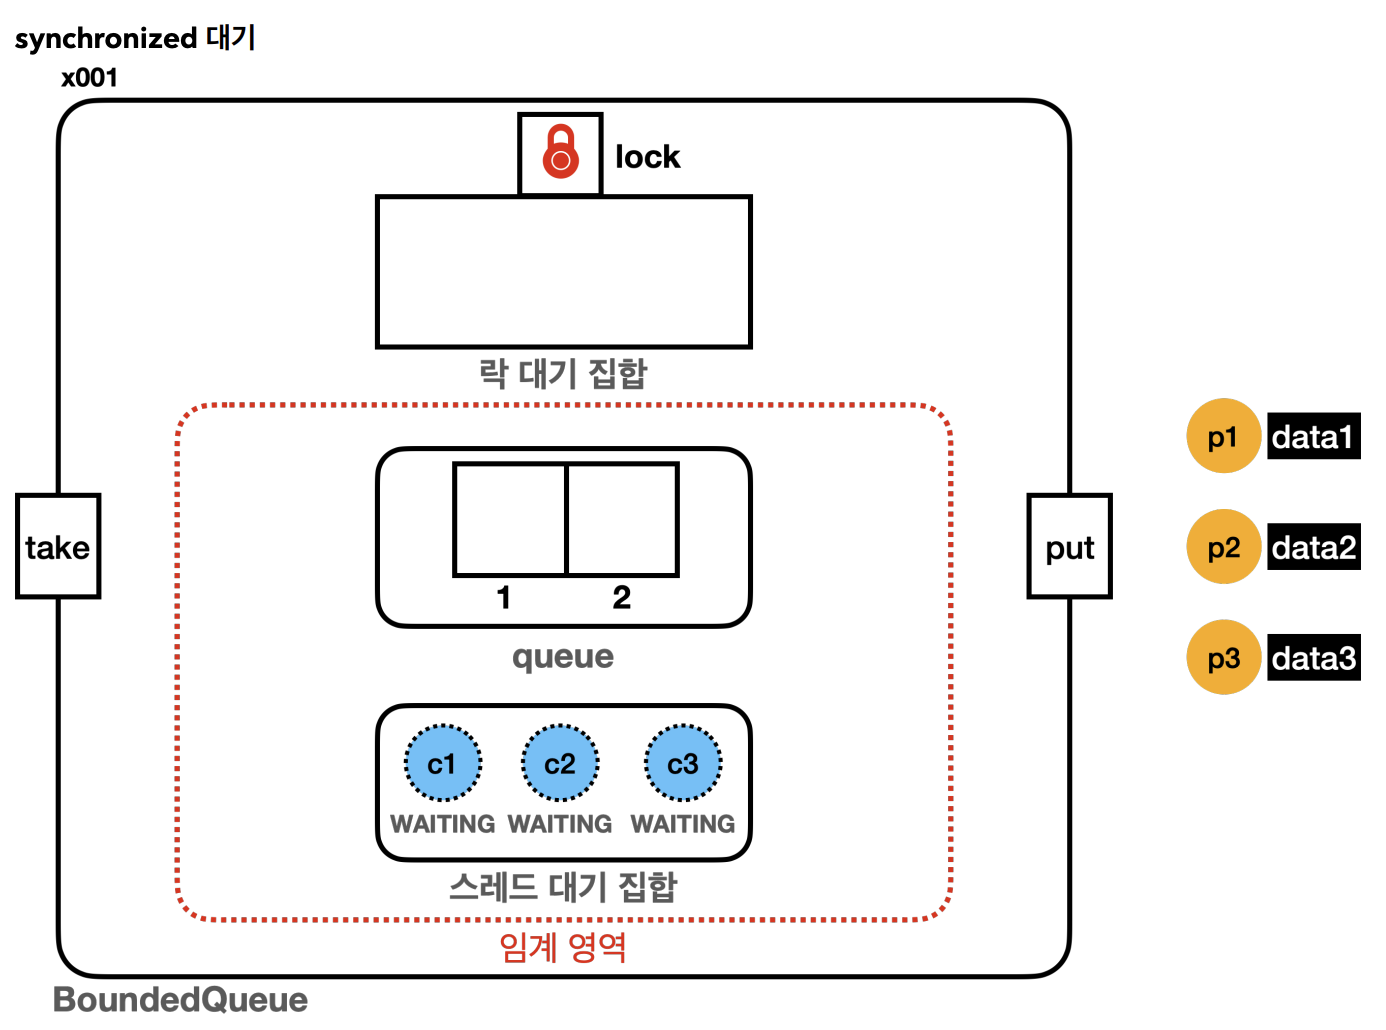 synchronized 대기
x001
lock
락 대기 집합
p1 data1
take
put
p2 data2
1 2
queue
p3 data3
c1 c2 c3
WAITING WAITING WAITING
스레드 대기 집합
임계 영역
BoundedQueue